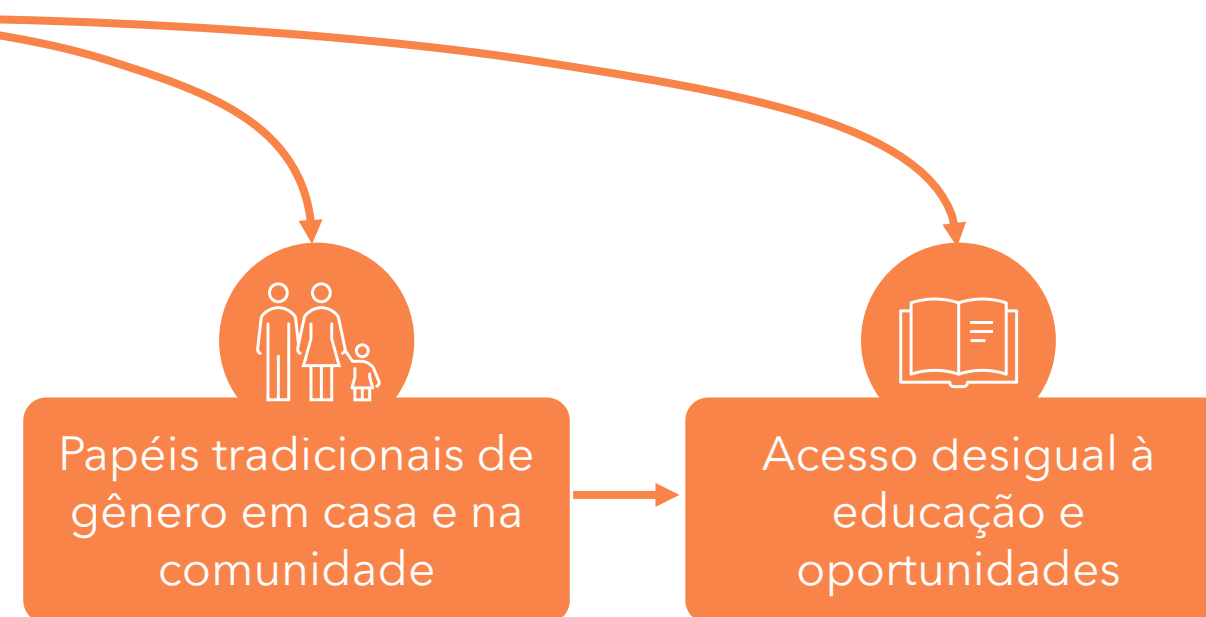 Papéis tradicionais de
gênero em casa e na
comunidade
Acesso desigual à
educação e
oportunidades